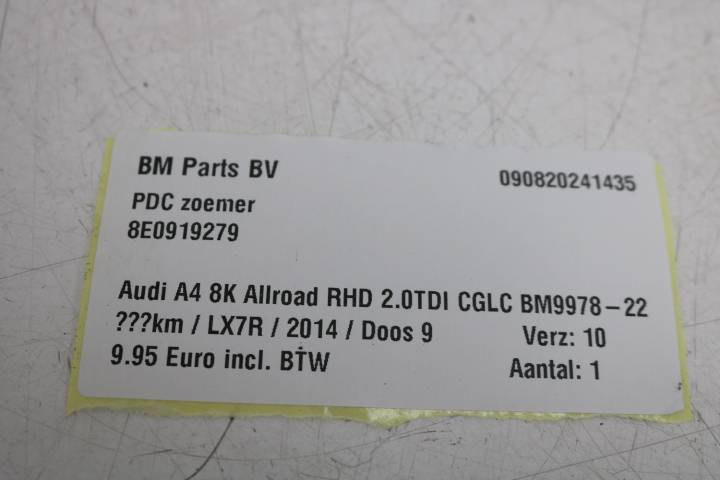 BM Parts BV
090820241435
PDC zoemer
8E0919279
Audi A4 8K Allroad RHD 2.0TDI CGLC BM9978-22
???km / LX7R / 2014 / Doos 9 Verz: 10
9.95 Euro incl. BTW Aantal: 1